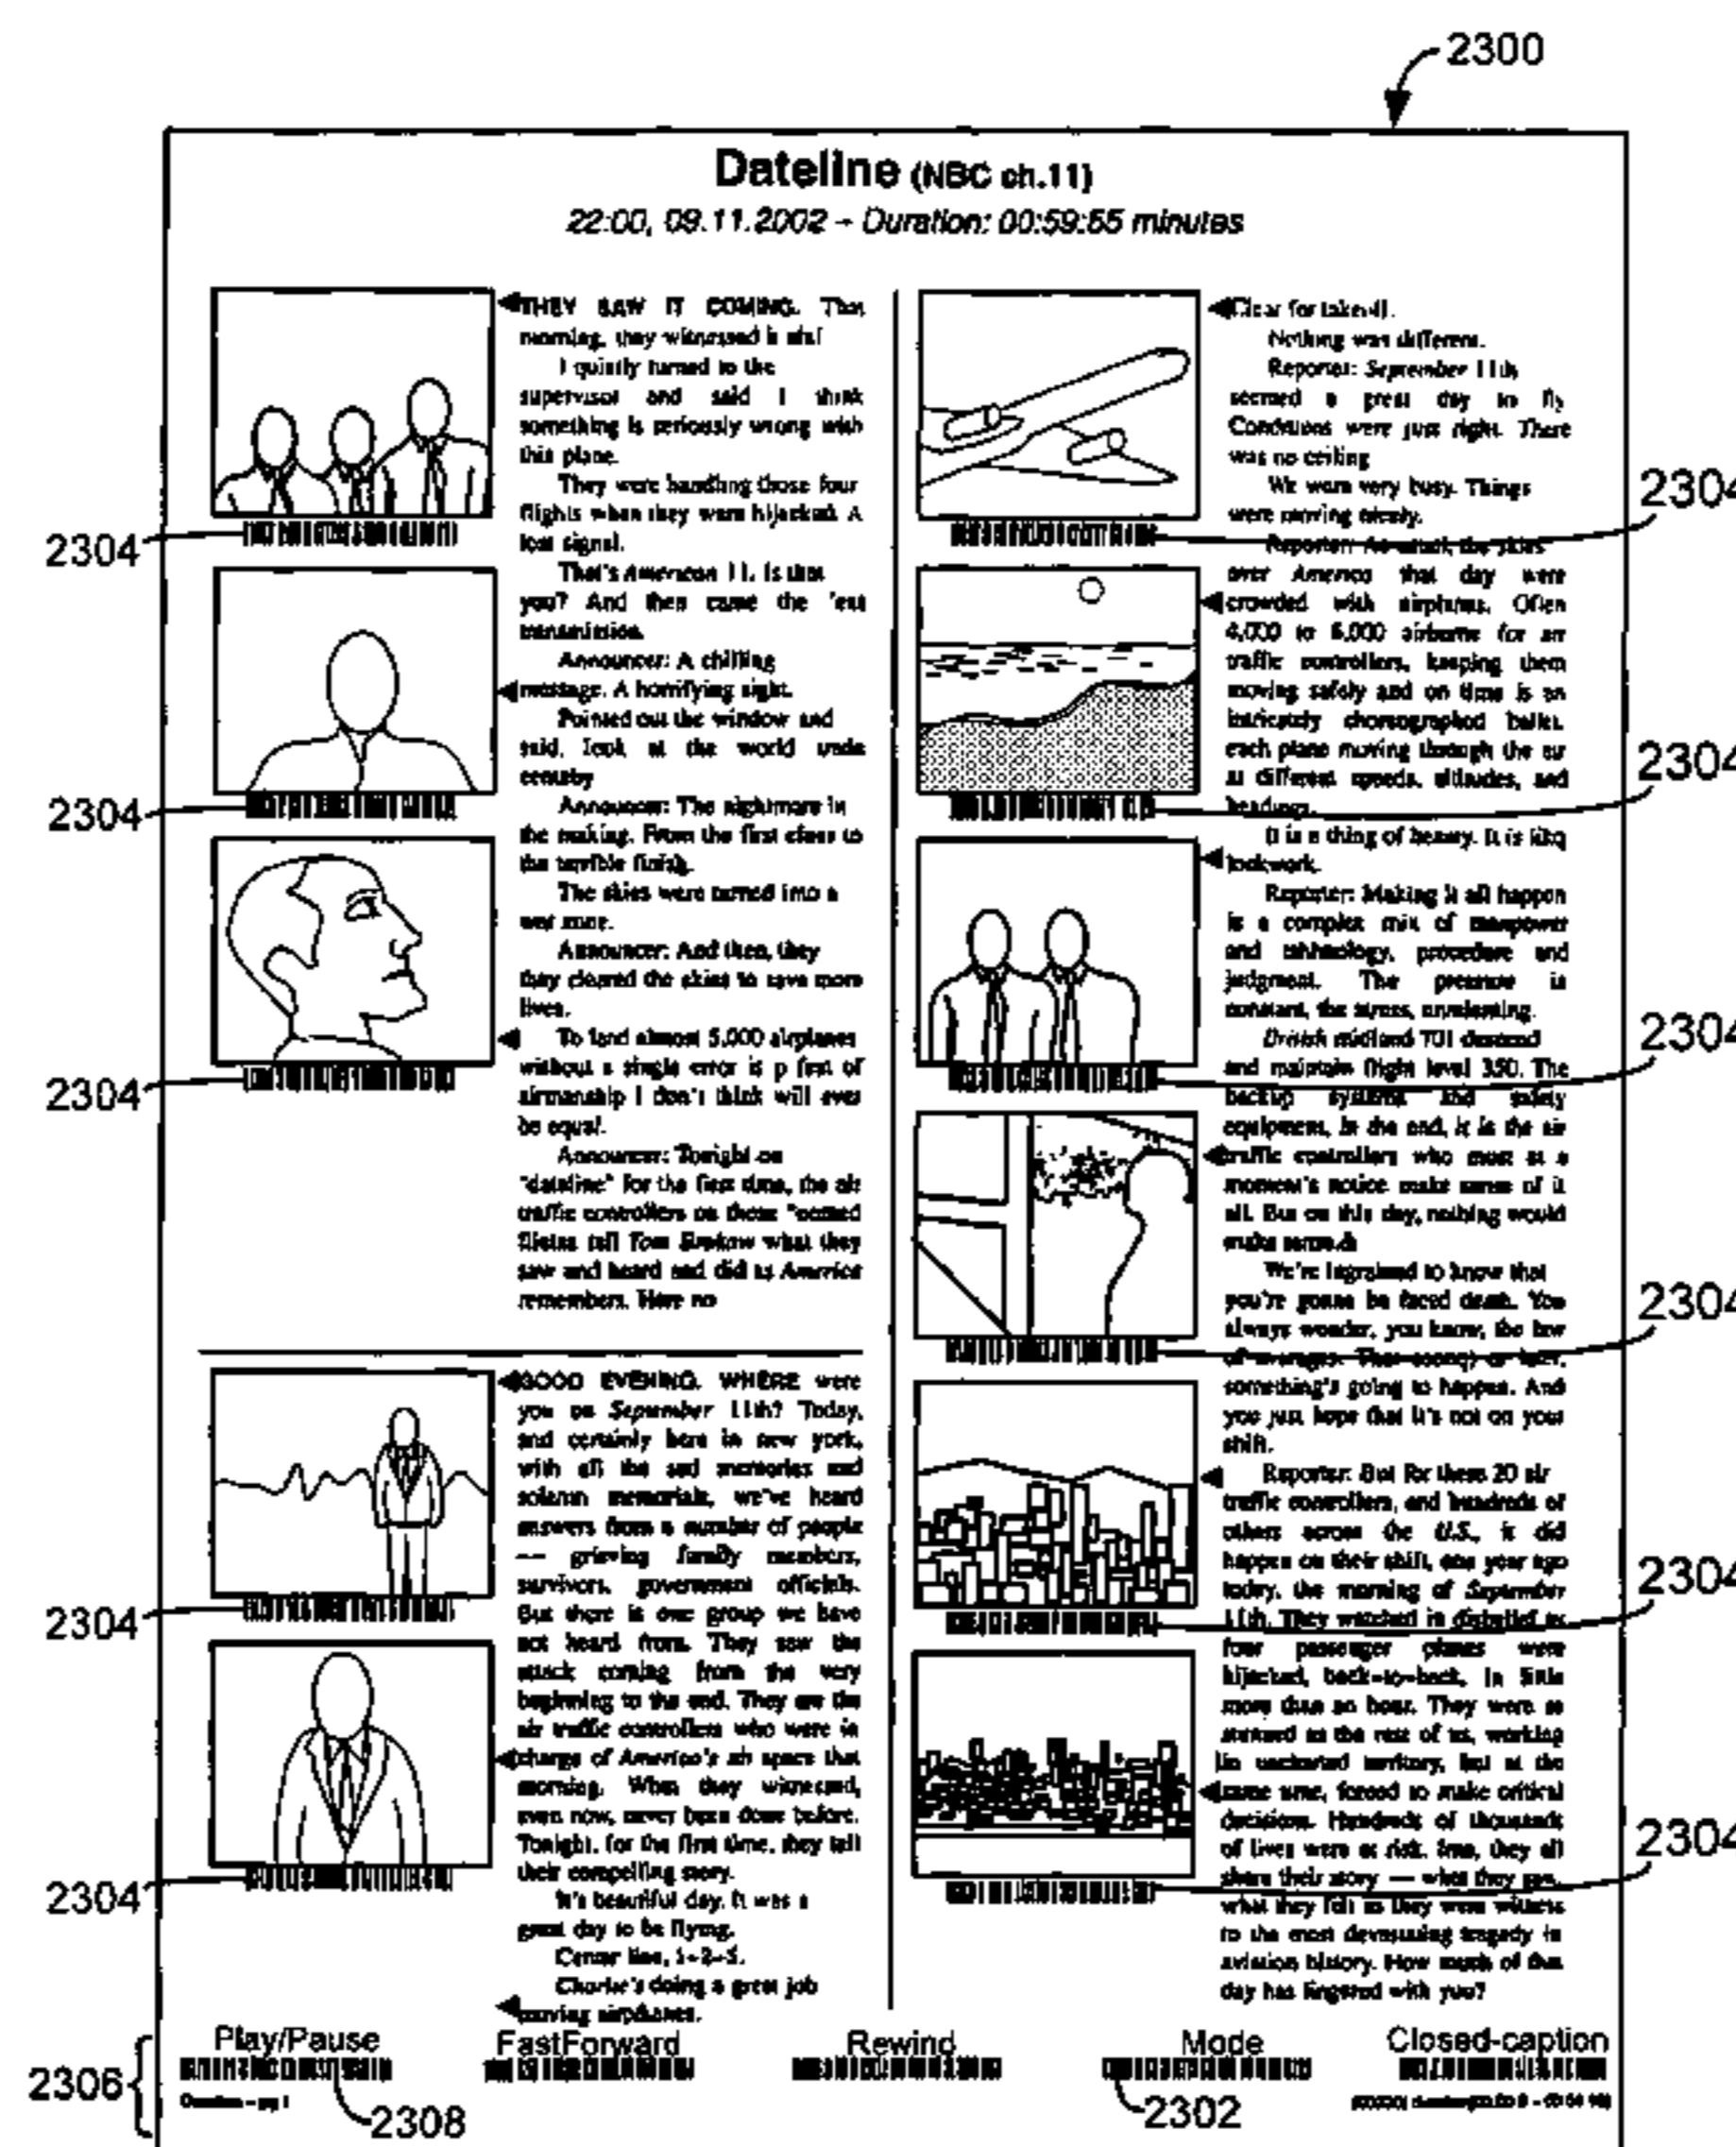 2300
Dateline (NBC ch.11)
22:00, 09.11.2002 - Duration: 00:59:55 minutes
THEY SAW IT COMING. That
morning, they witnessed it
I quietly turned to the
supervisor and said I think
something is seriously wrong with
this plane.
They were handling those four
flights when they were hijacked. A
lost signal.
That's American 11. Is that
you? And then came the
transmission.
Announcer: A chilling
message. A horrifying sight.
Pointed out the window and
said, look at the world
Announcer: The nightmare in
the making. From the first
to
the terrible finish.
The skies were turned into a
war zone.
Announcer: And then, they
they cleared the skies to save more
lives.
To land almost 5,000 airplanes
without a single error is
of
airmanship I don't think will ever
be equal.
Announcer: Tonight on
"dateline" for the first time, the air
traffic controllers on those
tell Tom Brokaw what they
saw and heard and did as America
remembers. Here
2304
2304
2304
GOOD EVENING. WHERE were
you on September 11th? Today,
and certainly here in new york,
with all the sad memories and
solemn memorials, we've heard
answers from a number of people
-- grieving family members,
survivors, government officials.
But there is one group we have
not heard from. They saw the
attack coming from the very
beginning to the end. They are the
air traffic controllers who were in
charge of America's air space that
morning. What they witnessed,
even now, never been done before.
Tonight, for the first time, they tell
their compelling story.
It's beautiful day. It was a
great day to be flying.
Center line, 1-2-5.
Charlie's doing a great job
moving airplanes.
2304
2304
Clear for takeoff.
Nothing was different.
Reporter: September 11th
seemed a great day to fly
Conditions were just right. There
was no ceiling
We were very busy. Things
were moving nicely.
Reporter: As usual, the skies
over America that day were
crowded with airplanes. Often
4,000 to 6,000 airborne for air
traffic controllers, keeping them
moving safely and on time is an
intricately choreographed ballet.
each plane moving through the air
at different speeds, altitudes, and
headings.
It is a thing of beauty. It is
Reporter: Making it all happen
is a complex mix of manpower
and
procedure and
judgment. The pressure is
constant, the stress, unrelenting.
British midland 701 descend
and maintain flight level 350. The
backup systems and safety
equipment, in the end, it is the air
traffic controllers who must at a
moment's notice make sense of it
all. But on this day, nothing would
make
We're ingrained to know that
you're gonna be faced death. You
always wonder, you know, the law
of averages. That
or later,
something's going to happen. And
you just hope that it's not on your
shift.
Reporter: But for these 20 air
traffic controllers, and hundreds of
others across the U.S., it did
happen on their shift, one year ago
today, the morning of September
11th. They watched in disbelief as
four passenger planes were
hijacked, back-to-back, in little
more than an hour. They were as
stunned as the rest of us, working
in uncharted territory, but at the
same time, forced to make critical
decisions. Hundreds of thousands
of lives were at risk.
they all
share their story — what they saw,
what they felt as they were witness
to the most devastating tragedy in
aviation history. How much of that
day has lingered with you?
2304
2304
2304
2304
2304
2304
Play/Pause FastForward Rewind Mode Closed-caption
2306
2308
2302